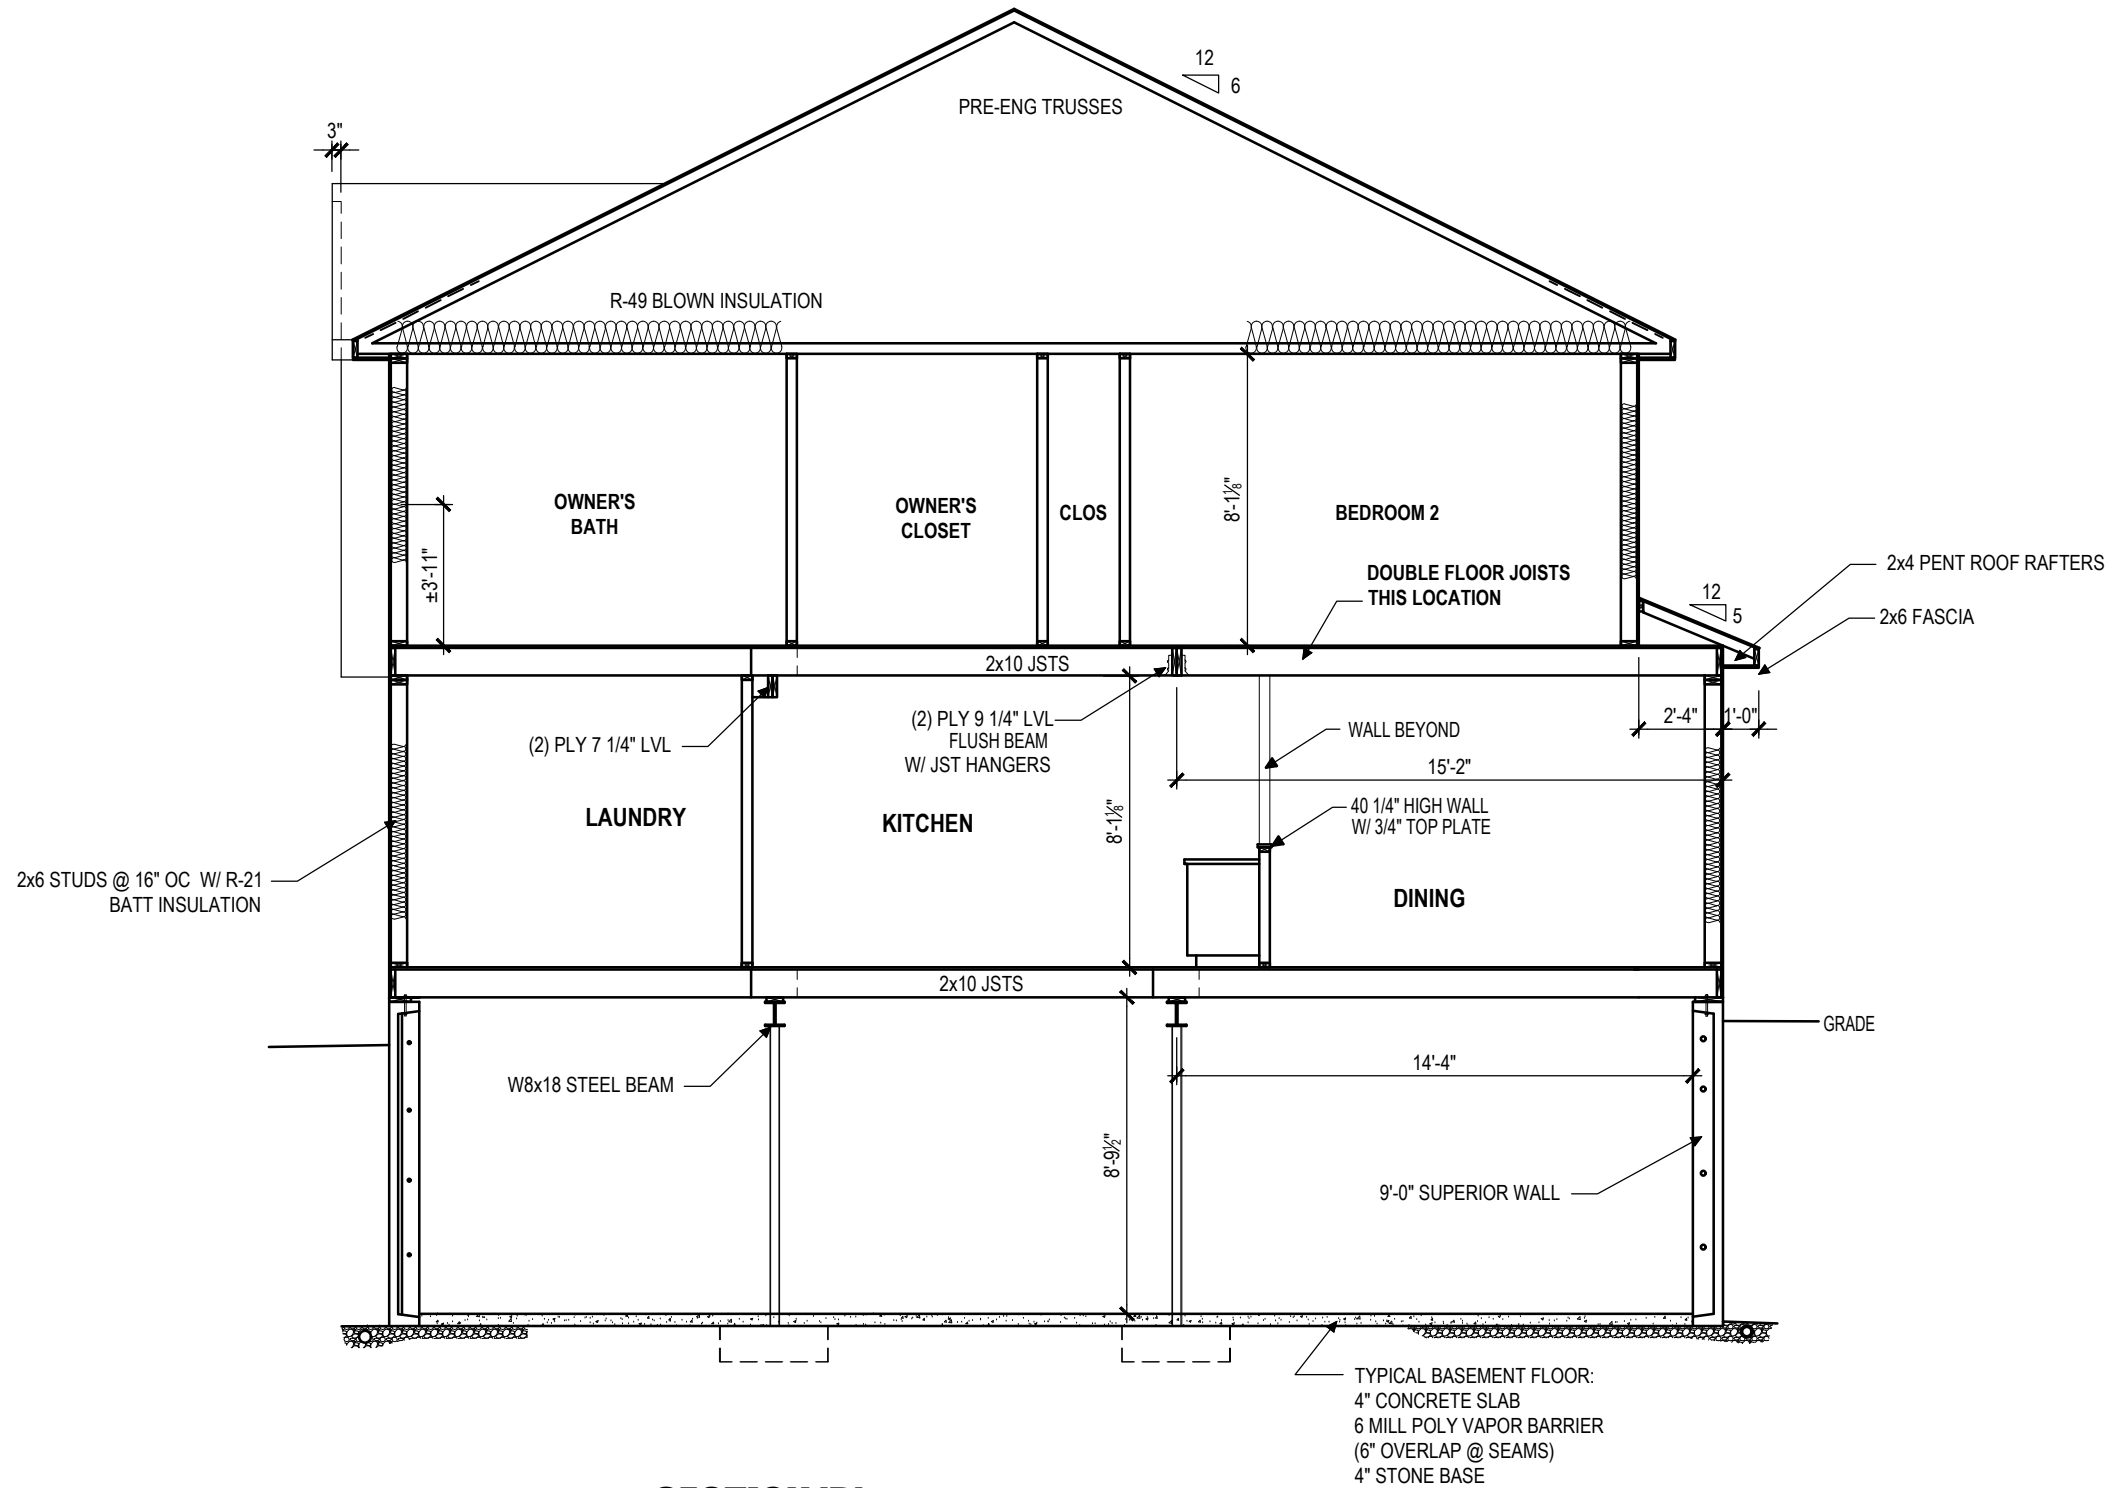 12
6
PRE-ENG TRUSSES
3"
R-49 BLOWN INSULATION
OWNER'S
BATH
OWNER'S
CLOSET
CLOS
8'-1⅛"
BEDROOM 2
±3'-11"
DOUBLE FLOOR JOISTS
THIS LOCATION
2x4 PENT ROOF RAFTERS
12
5
2x6 FASCIA
2x10 JSTS
(2) PLY 7 1/4" LVL
(2) PLY 9 1/4" LVL
FLUSH BEAM
W/ JST HANGERS
WALL BEYOND
2'-4"
1'-0"
15'-2"
LAUNDRY
KITCHEN
8'-1⅛"
40 1/4" HIGH WALL
W/ 3/4" TOP PLATE
DINING
2x6 STUDS @ 16" OC W/ R-21
BATT INSULATION
2x10 JSTS
GRADE
W8x18 STEEL BEAM
14'-4"
8'-9½"
9'-0" SUPERIOR WALL
TYPICAL BASEMENT FLOOR:
4" CONCRETE SLAB
6 MILL POLY VAPOR BARRIER
(6" OVERLAP @ SEAMS)
4" STONE BASE